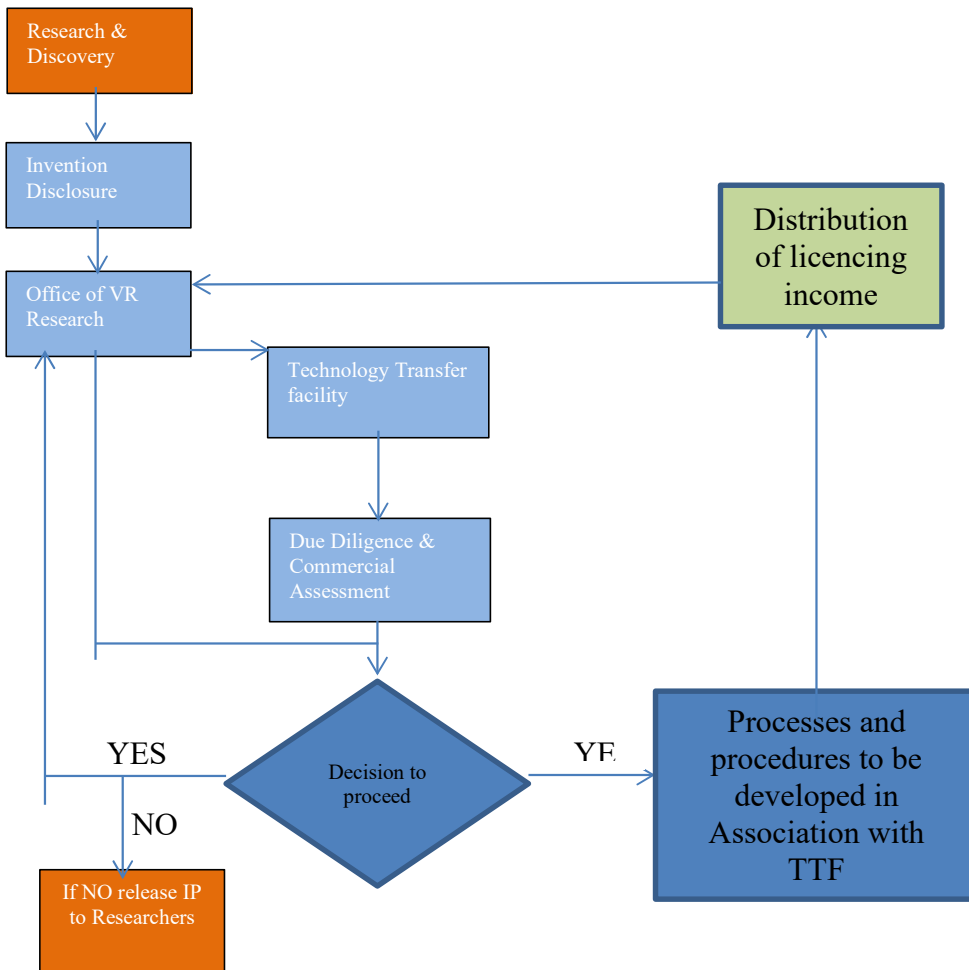 Research &
Discovery
Invention
Disclosure
Distribution
of licencing
income
Office of VR
Research
Technology Transfer
facility
Due Diligence &
Commercial
Assessment
YES
Decision to
proceed
YE
Processes and
procedures to be
developed in
Association with
TTF
NO
If NO release IP
to Researchers